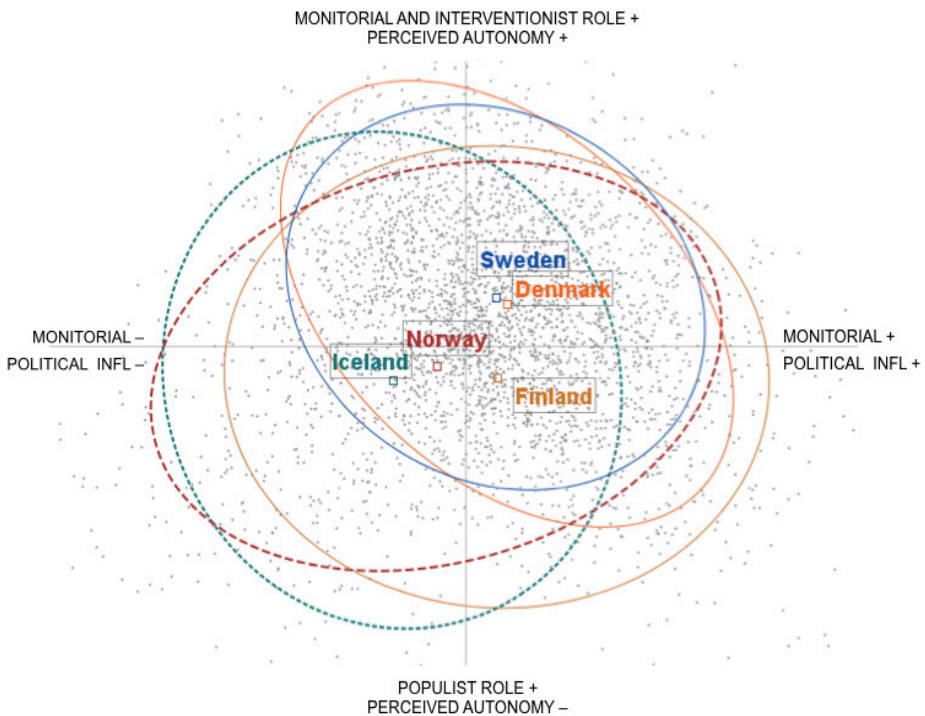 MONITORIAL AND INTERVENTIONIST ROLE +
PERCEIVED AUTONOMY +
Sweden
Denmark
MONITORIAL –
Norway
MONITORIAL +
POLITICAL INFL –
Iceland
POLITICAL INFL +
Finland
POPULIST ROLE +
PERCEIVED AUTONOMY –